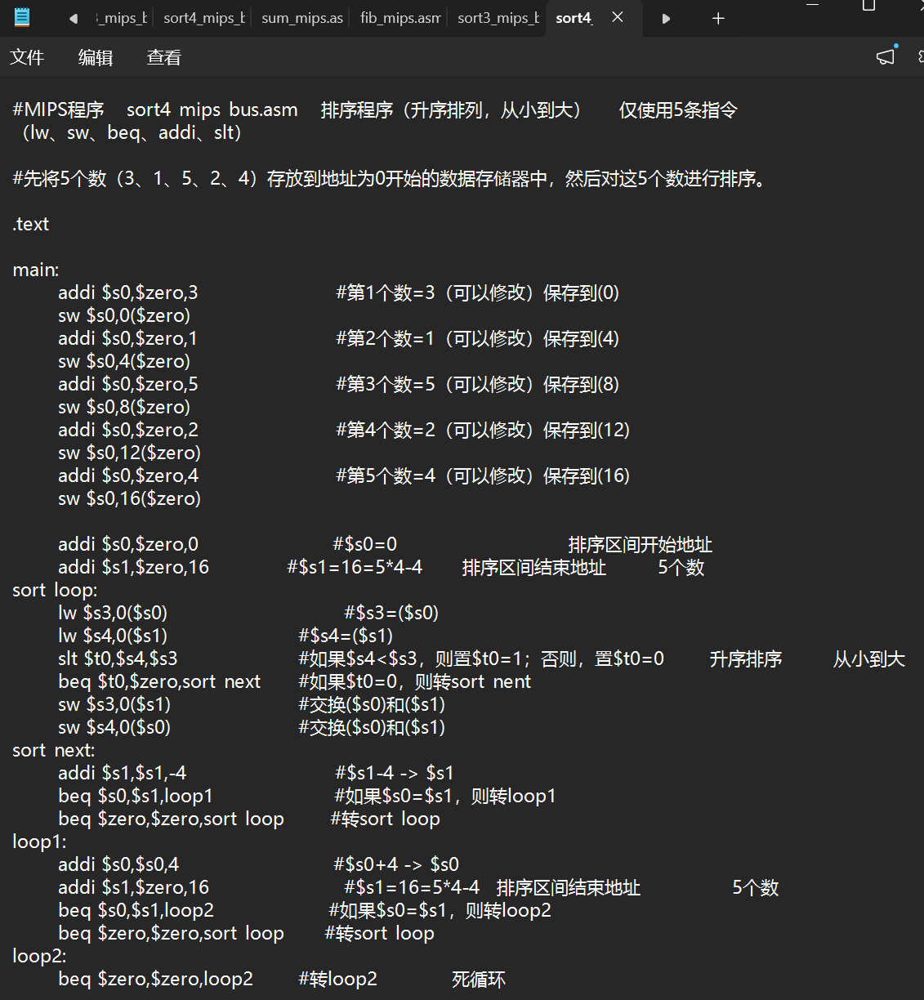 _mips_b sort4_mips_b sum_mips.as fib_mips.asm sort3_mips_b sort4_
文件 编辑 查看
#MIPS程序 sort4 mips bus.asm 排序程序（升序排列，从小到大） 仅使用5条指令
（lw、sw、beq、addi、slt）
#先将5个数（3、1、5、2、4）存放到地址为0开始的数据存储器中，然后对这5个数进行排序。
.text
main:
addi $s0,$zero,3 #第1个数=3（可以修改）保存到(0)
sw $s0,0($zero)
addi $s0,$zero,1 #第2个数=1（可以修改）保存到(4)
sw $s0,4($zero)
addi $s0,$zero,5 #第3个数=5（可以修改）保存到(8)
sw $s0,8($zero)
addi $s0,$zero,2 #第4个数=2（可以修改）保存到(12)
sw $s0,12($zero)
addi $s0,$zero,4 #第5个数=4（可以修改）保存到(16)
sw $s0,16($zero)
addi $s0,$zero,0 #$s0=0 排序区间开始地址
addi $s1,$zero,16 #$s1=16=5*4-4 排序区间结束地址 5个数
sort loop:
lw $s3,0($s0) #$s3=($s0)
lw $s4,0($s1) #$s4=($s1)
slt $t0,$s4,$s3 #如果$s4<$s3，则置$t0=1；否则，置$t0=0 升序排序 从小到大
beq $t0,$zero,sort next #如果$t0=0，则转sort nent
sw $s3,0($s1) #交换($s0)和($s1)
sw $s4,0($s0) #交换($s0)和($s1)
sort next:
addi $s1,$s1,-4 #$s1-4 -> $s1
beq $s0,$s1,loop1 #如果$s0=$s1，则转loop1
beq $zero,$zero,sort loop #转sort loop
loop1:
addi $s0,$s0,4 #$s0+4 -> $s0
addi $s1,$zero,16 #$s1=16=5*4-4 排序区间结束地址 5个数
beq $s0,$s1,loop2 #如果$s0=$s1，则转loop2
beq $zero,$zero,sort loop #转sort loop
loop2:
beq $zero,$zero,loop2 #转loop2 死循环